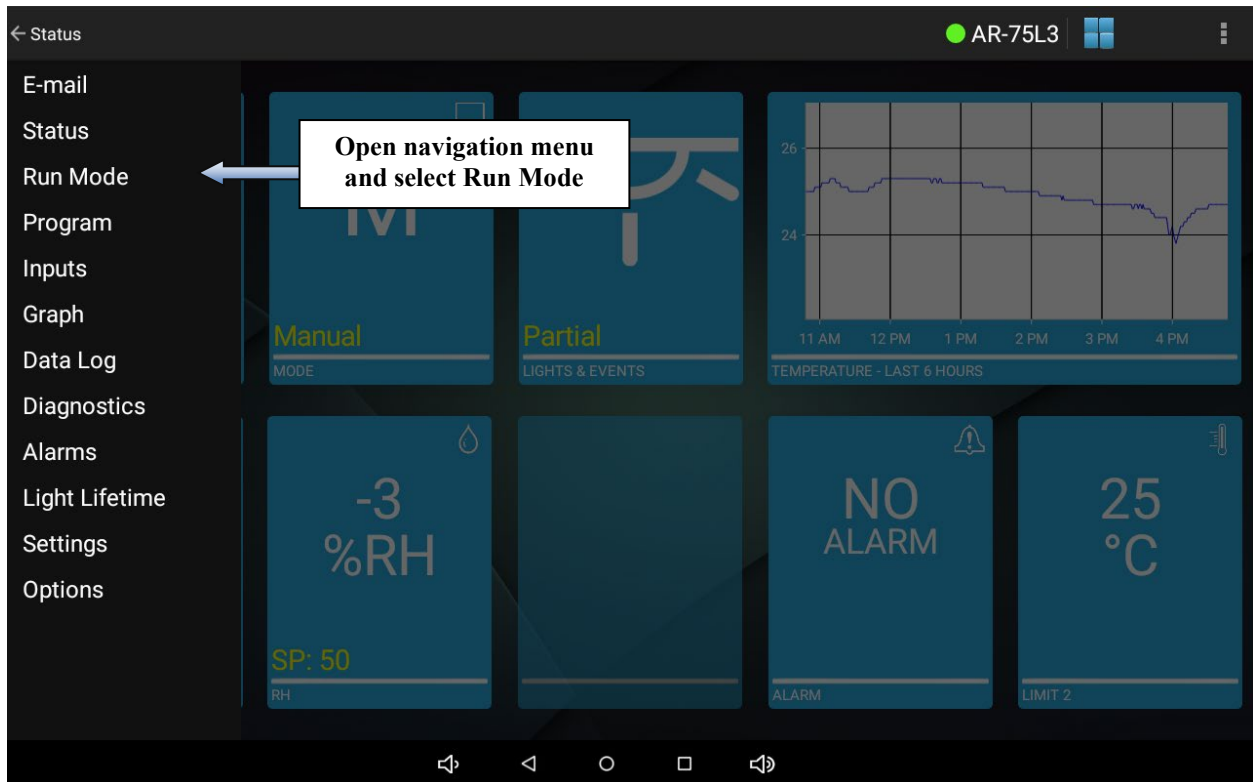 Status
AR-75L3
E-mail
Status
Run Mode
Program
Inputs
Graph
Data Log
Diagnostics
Alarms
Light Lifetime
Settings
Options
Open navigation menu
and select Run Mode
M
Manual
MODE
Partial
LIGHTS & EVENTS
26
24
11 AM 12 PM 1 PM 2 PM 3 PM 4 PM
TEMPERATURE - LAST 6 HOURS
-3
%RH
SP: 50
RH
NO
ALARM
ALARM
25
°C
LIMIT 2